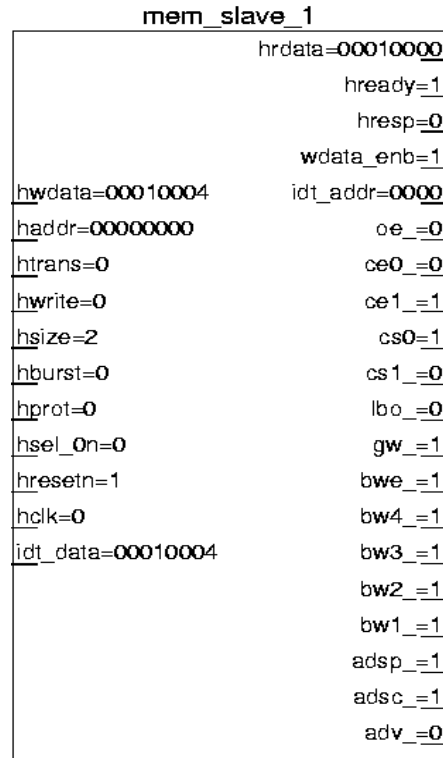 mem_slave_1
hrdata=00010000
hready=1
hresp=0
wdata_enb=1
hwdata=00010004 idt_addr=0000
haddr=00000000 oe_=0
htrans=0 ce0_=0
hwrite=0 ce1_=1
hsize=2 cs0=1
hburst=0 cs1_=0
hprot=0 lbo_=0
hsel_0n=0 gw_=1
hresetn=1 bwe_=1
hclk=0 bw4_=1
idt_data=00010004 bw3_=1
bw2_=1
bw1_=1
adsp_=1
adsc_=1
adv_=0